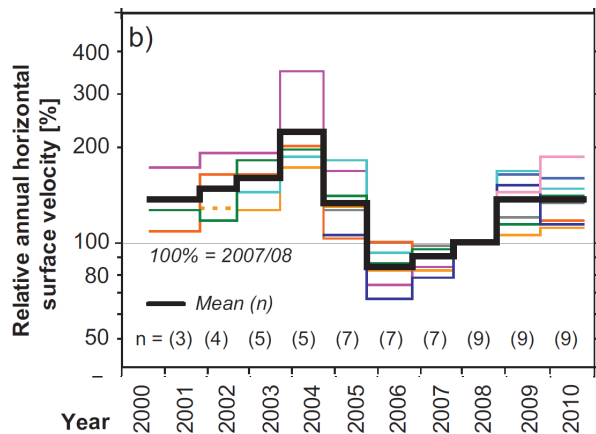 b)
Relative annual horizontal
surface velocity [%]
400
300
200
100
80
50
100% = 2007/08
Mean (n)
n = (3) (4) (5) (5) (7) (7) (7) (9) (9) (9)
Year
2000 2001 2002 2003 2004 2005 2006 2007 2008 2009 2010